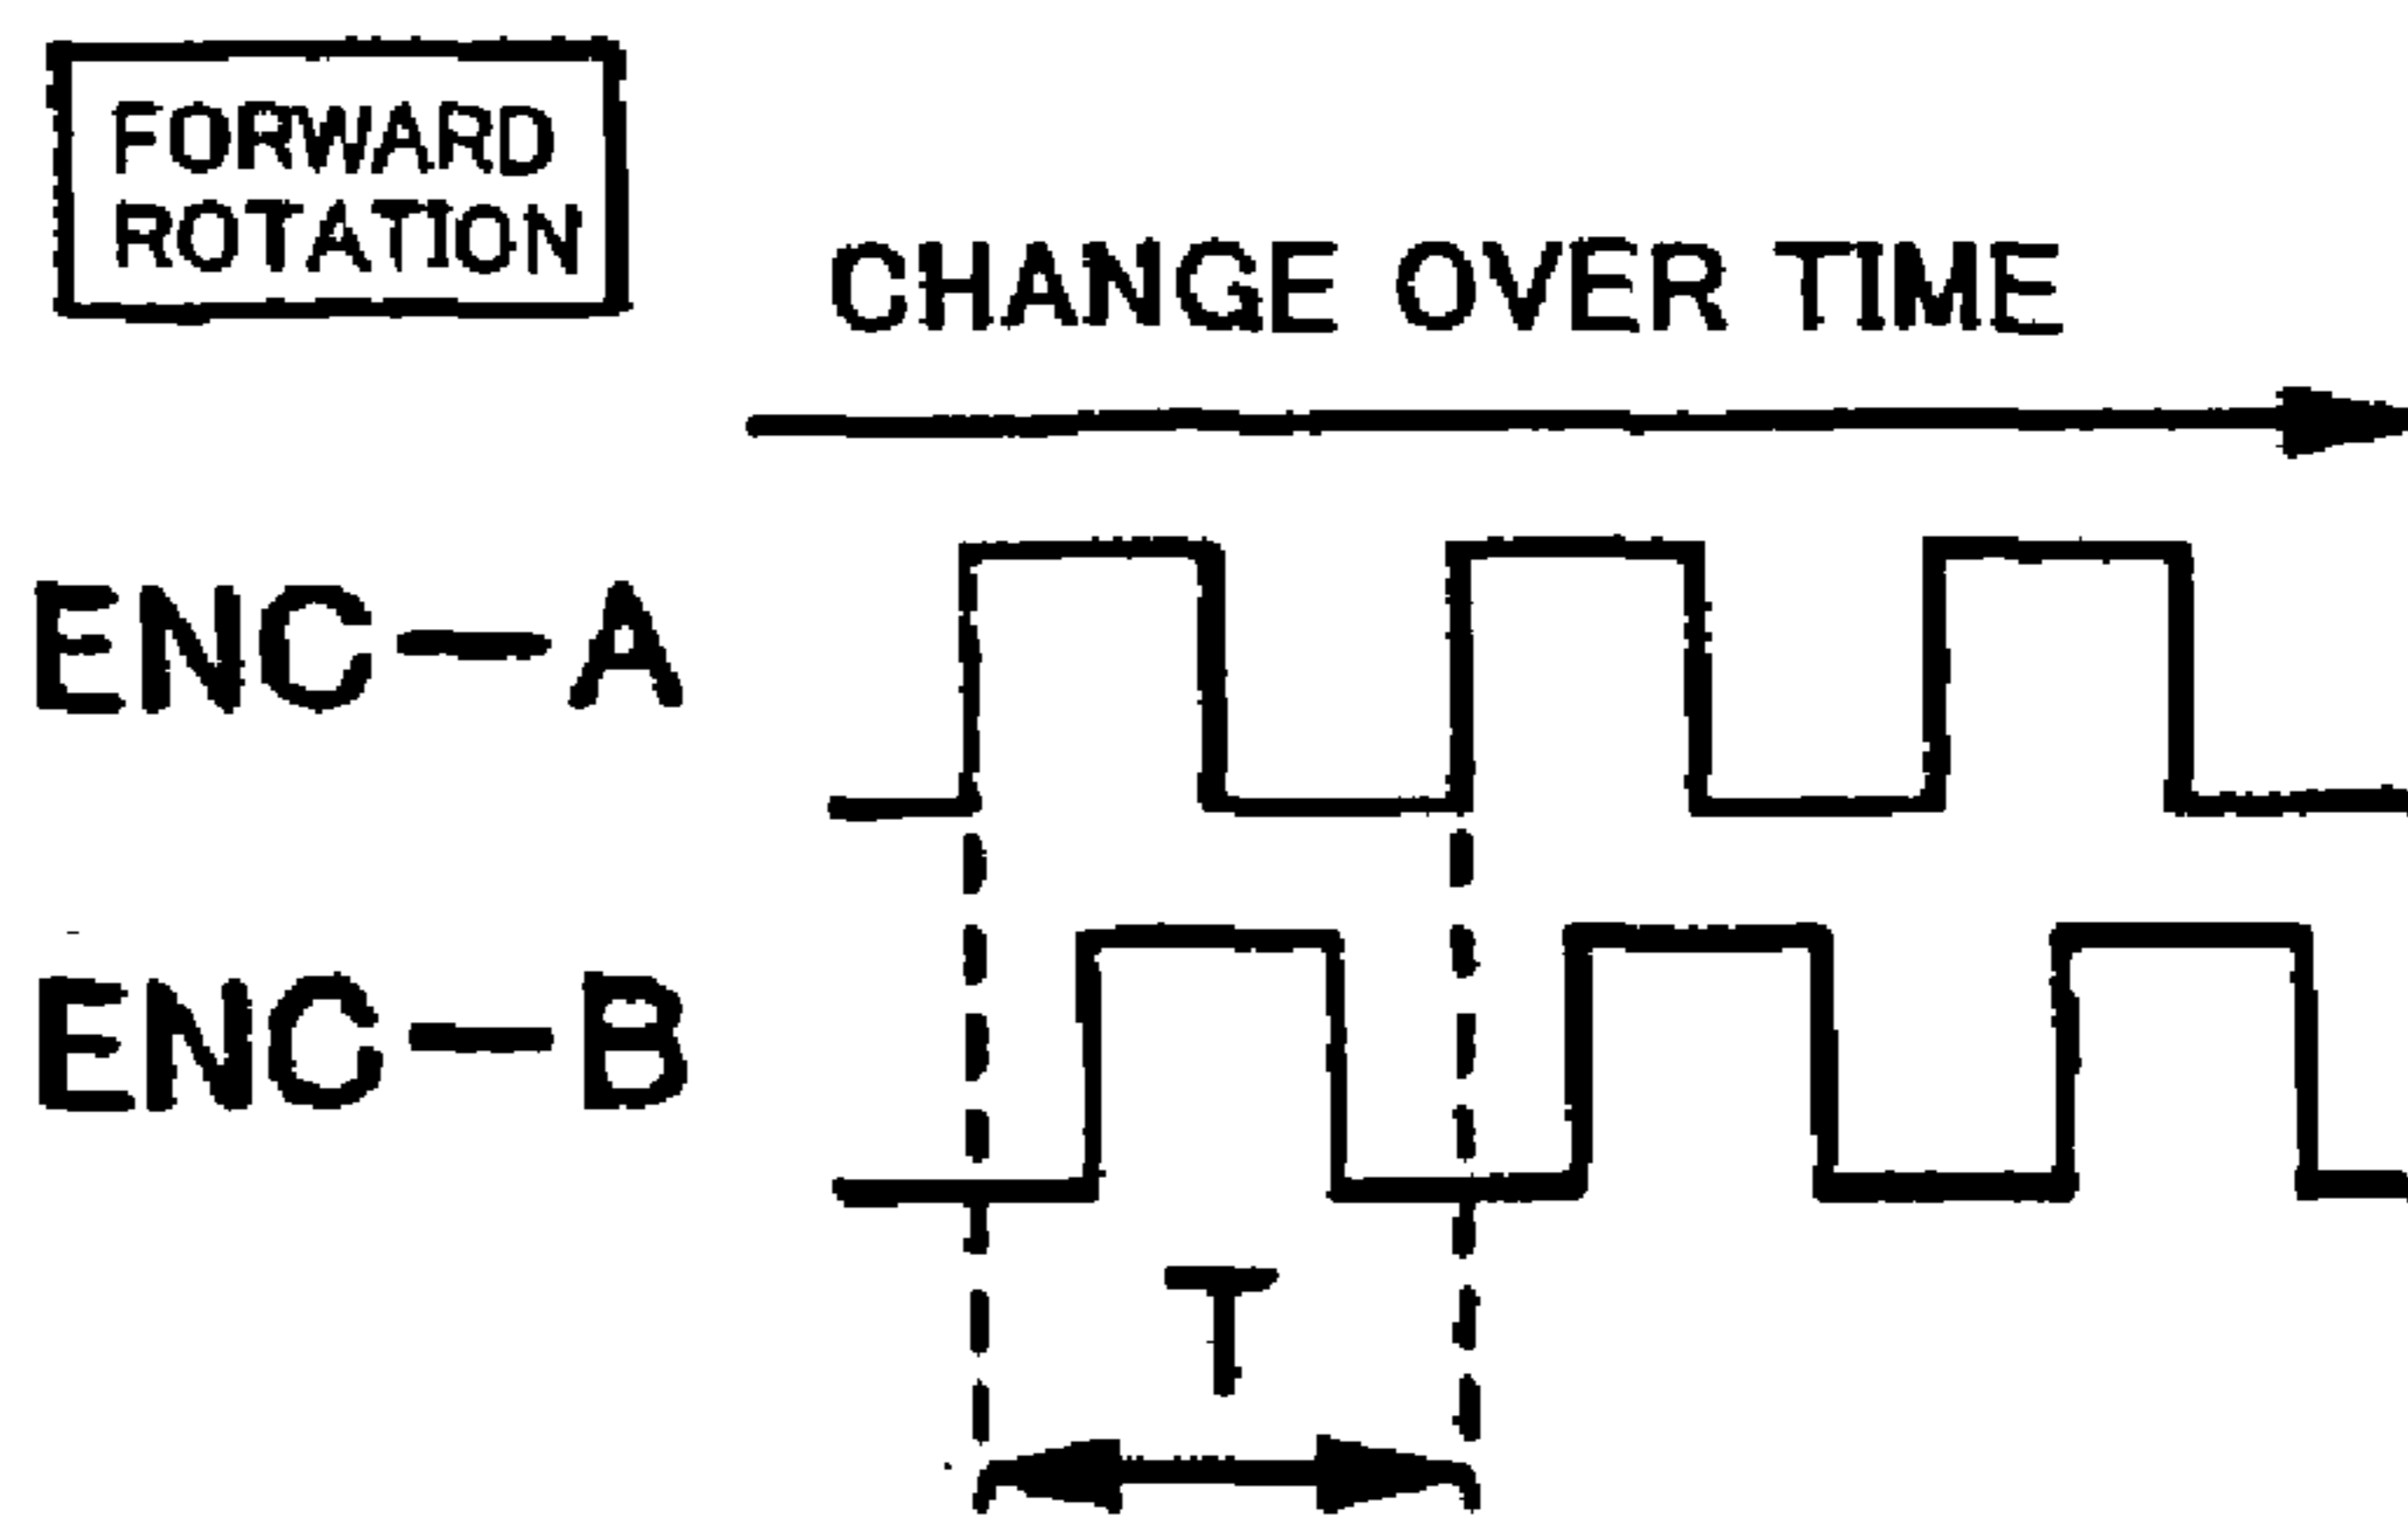 FORWARD
ROTATION
CHANGE OVER TIME
ENC-A
ENC-B
T